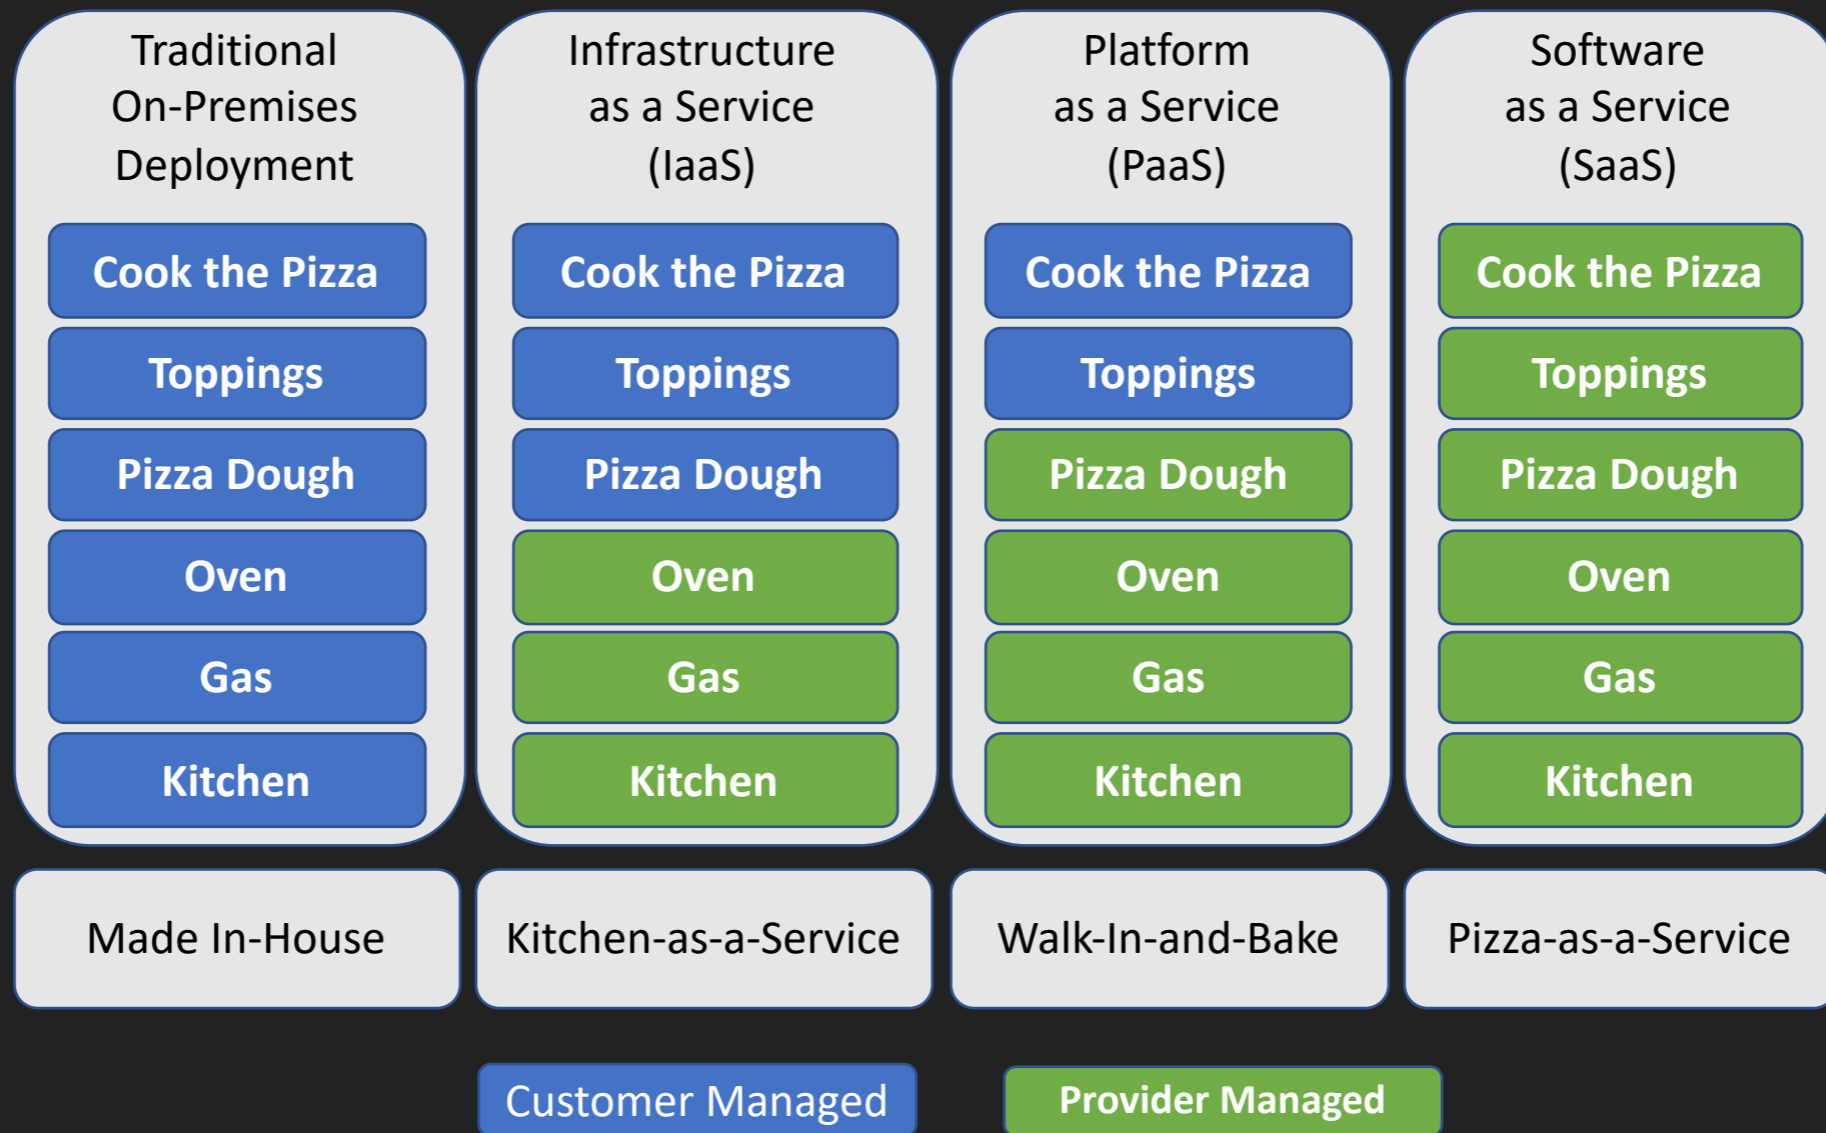 Traditional
On-Premises
Deployment
Cook the Pizza
Toppings
Pizza Dough
Oven
Gas
Kitchen
Made In-House
Infrastructure
as a Service
(IaaS)
Cook the Pizza
Toppings
Pizza Dough
Oven
Gas
Kitchen
Kitchen-as-a-Service
Platform
as a Service
(PaaS)
Cook the Pizza
Toppings
Pizza Dough
Oven
Gas
Kitchen
Walk-In-and-Bake
Software
as a Service
(SaaS)
Cook the Pizza
Toppings
Pizza Dough
Oven
Gas
Kitchen
Pizza-as-a-Service
Customer Managed
Provider Managed